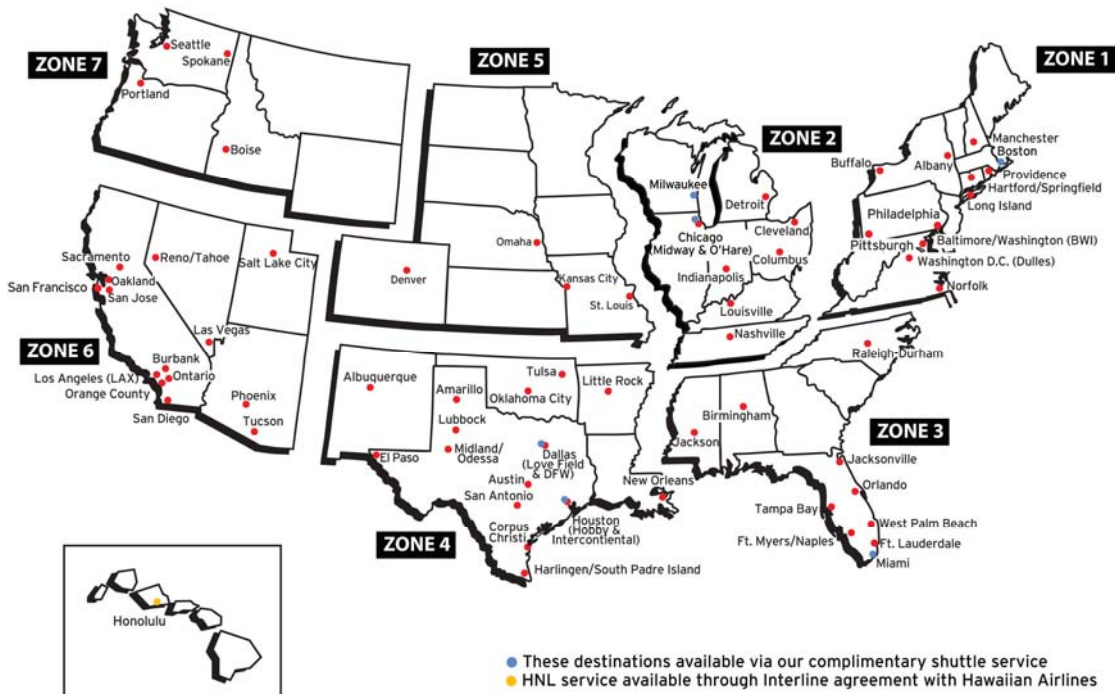 ZONE 7
Seattle
Spokane
Portland
Boise
ZONE 5
Omaha
Denver
Kansas City
St. Louis
ZONE 2
Milwaukee
Detroit
Chicago
(Midway & O'Hare)
Cleveland
Columbus
Indianapolis
Louisville
Nashville
ZONE 1
Manchester
Boston
Buffalo
Albany
Providence
Hartford/Springfield
Long Island
Philadelphia
Pittsburgh
Baltimore/Washington (BWI)
Washington D.C. (Dulles)
Norfolk
ZONE 6
Sacramento
Reno/Tahoe
Salt Lake City
Oakland
San Francisco
San Jose
Las Vegas
Burbank
Los Angeles (LAX)
Ontario
Orange County
San Diego
Phoenix
Tucson
ZONE 4
Albuquerque
Amarillo
Tulsa
Oklahoma City
Little Rock
Lubbock
Midland/
Odessa
El Paso
Dallas
(Love Field
& DFW)
Austin
San Antonio
New Orleans
Houston
(Hobby &
Intercontiental)
Corpus
Christi
Harlingen/South Padre Island
ZONE 3
Raleigh-Durham
Birmingham
Jackson
Jacksonville
Orlando
Tampa Bay
West Palm Beach
Ft. Myers/Naples
Ft. Lauderdale
Miami
Honolulu
These destinations available via our complimentary shuttle service
HNL service available through Interline agreement with Hawaiian Airlines